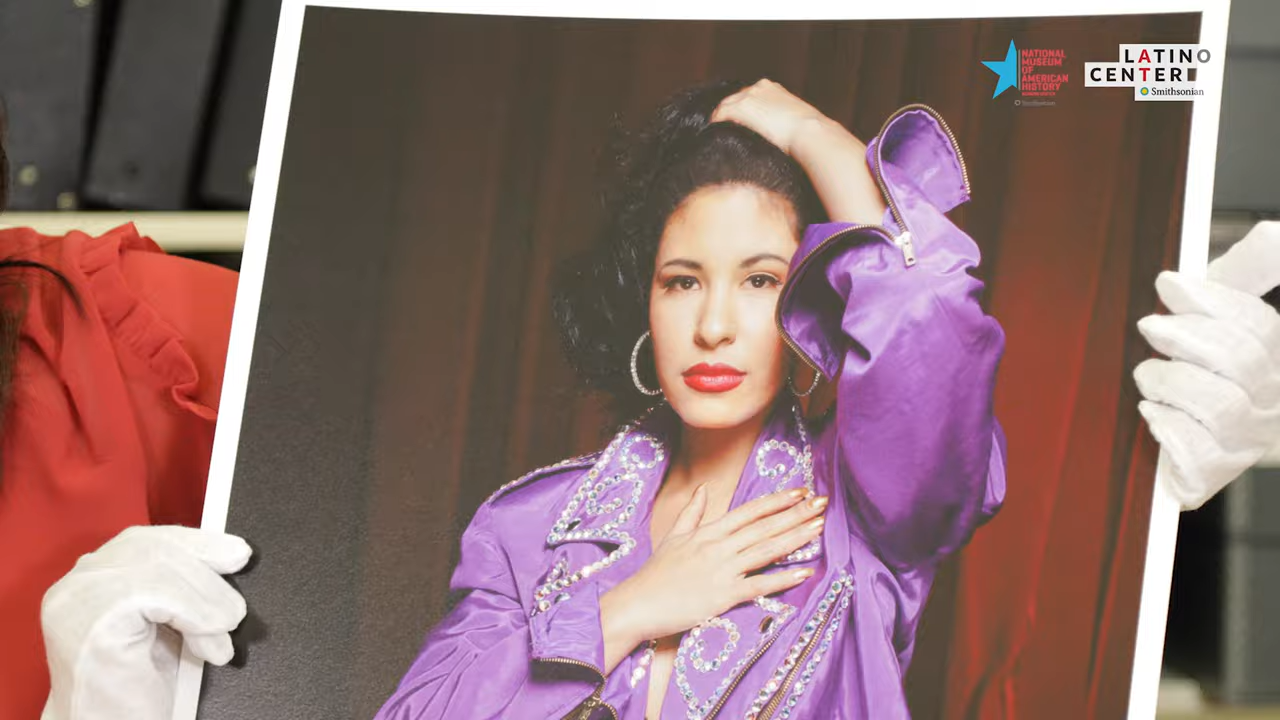 NATIONAL
MUSEUM
OF
AMERICAN
HISTORY
LATINO
CENTER
Smithsonian